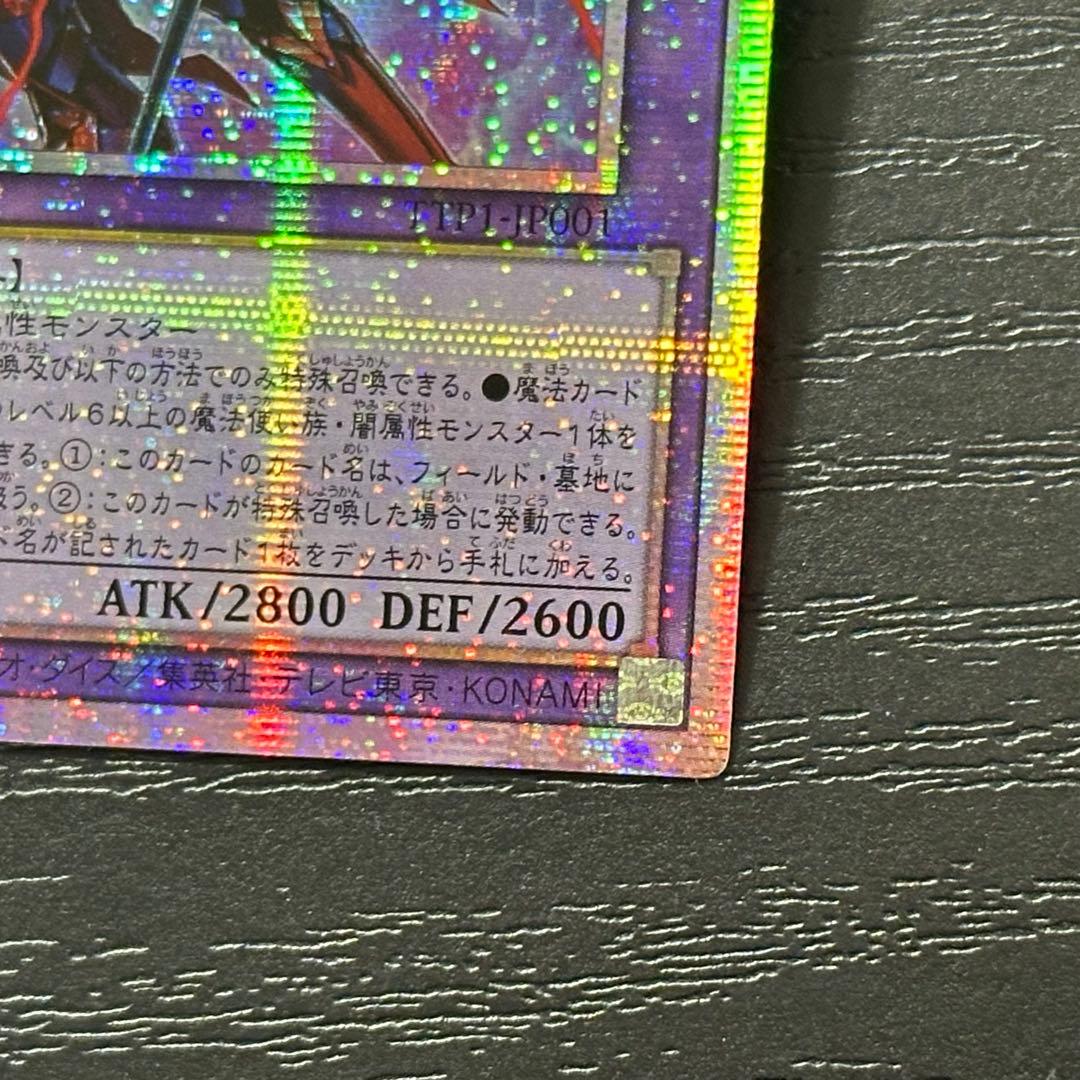 TTP1-JP001
】
性モンスター
喚及び以下の方法でのみ特殊召喚できる。●魔法カード
レベル6以上の魔法使い族・闇属性モンスター1体を
きる。①:このカードのカード名は、フィールド・墓地に
扱う。②:このカードが特殊召喚した場合に発動できる。
名が記されたカード1枚をデッキから手札に加える。
ATK/2800 DEF/2600
オ・ダイス/集英社・テレビ東京・KONAMI